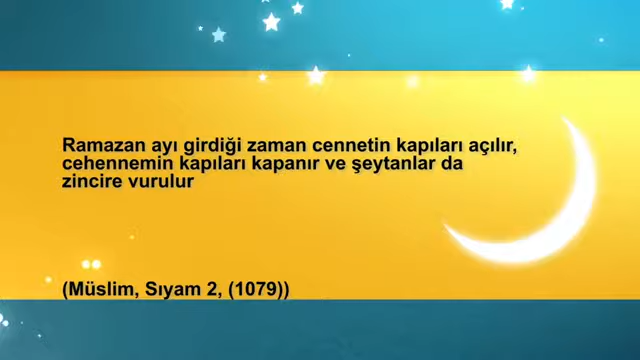 Ramazan ayı girdiği zaman cennetin kapıları açılır,
cehennemin kapıları kapanır ve şeytanlar da
zincire vurulur
(Müslim, Sıyam 2, (1079))